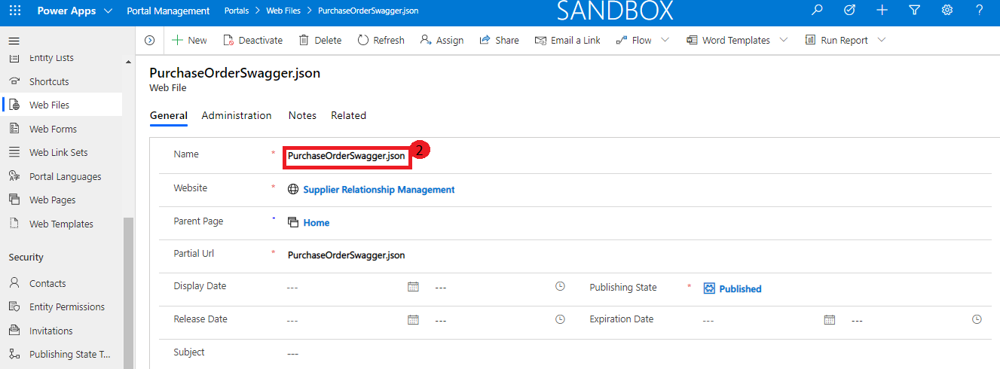 Power Apps Portal Management Portals > Web Files > PurchaseOrderSwagger.json SANDBOX
New Deactivate Delete Refresh Assign Share Email a Link Flow Word Templates Run Report
Entity Lists
Shortcuts
Web Files
Web Forms
Web Link Sets
Portal Languages
Web Pages
Web Templates
Security
Contacts
Entity Permissions
Invitations
Publishing State T...
PurchaseOrderSwagger.json
Web File
General Administration Notes Related
Name * PurchaseOrderSwagger.json 2
Website * Supplier Relationship Management
Parent Page Home
Partial Url * PurchaseOrderSwagger.json
Display Date --- --- Publishing State * Published
Release Date --- --- Expiration Date --- ---
Subject ---